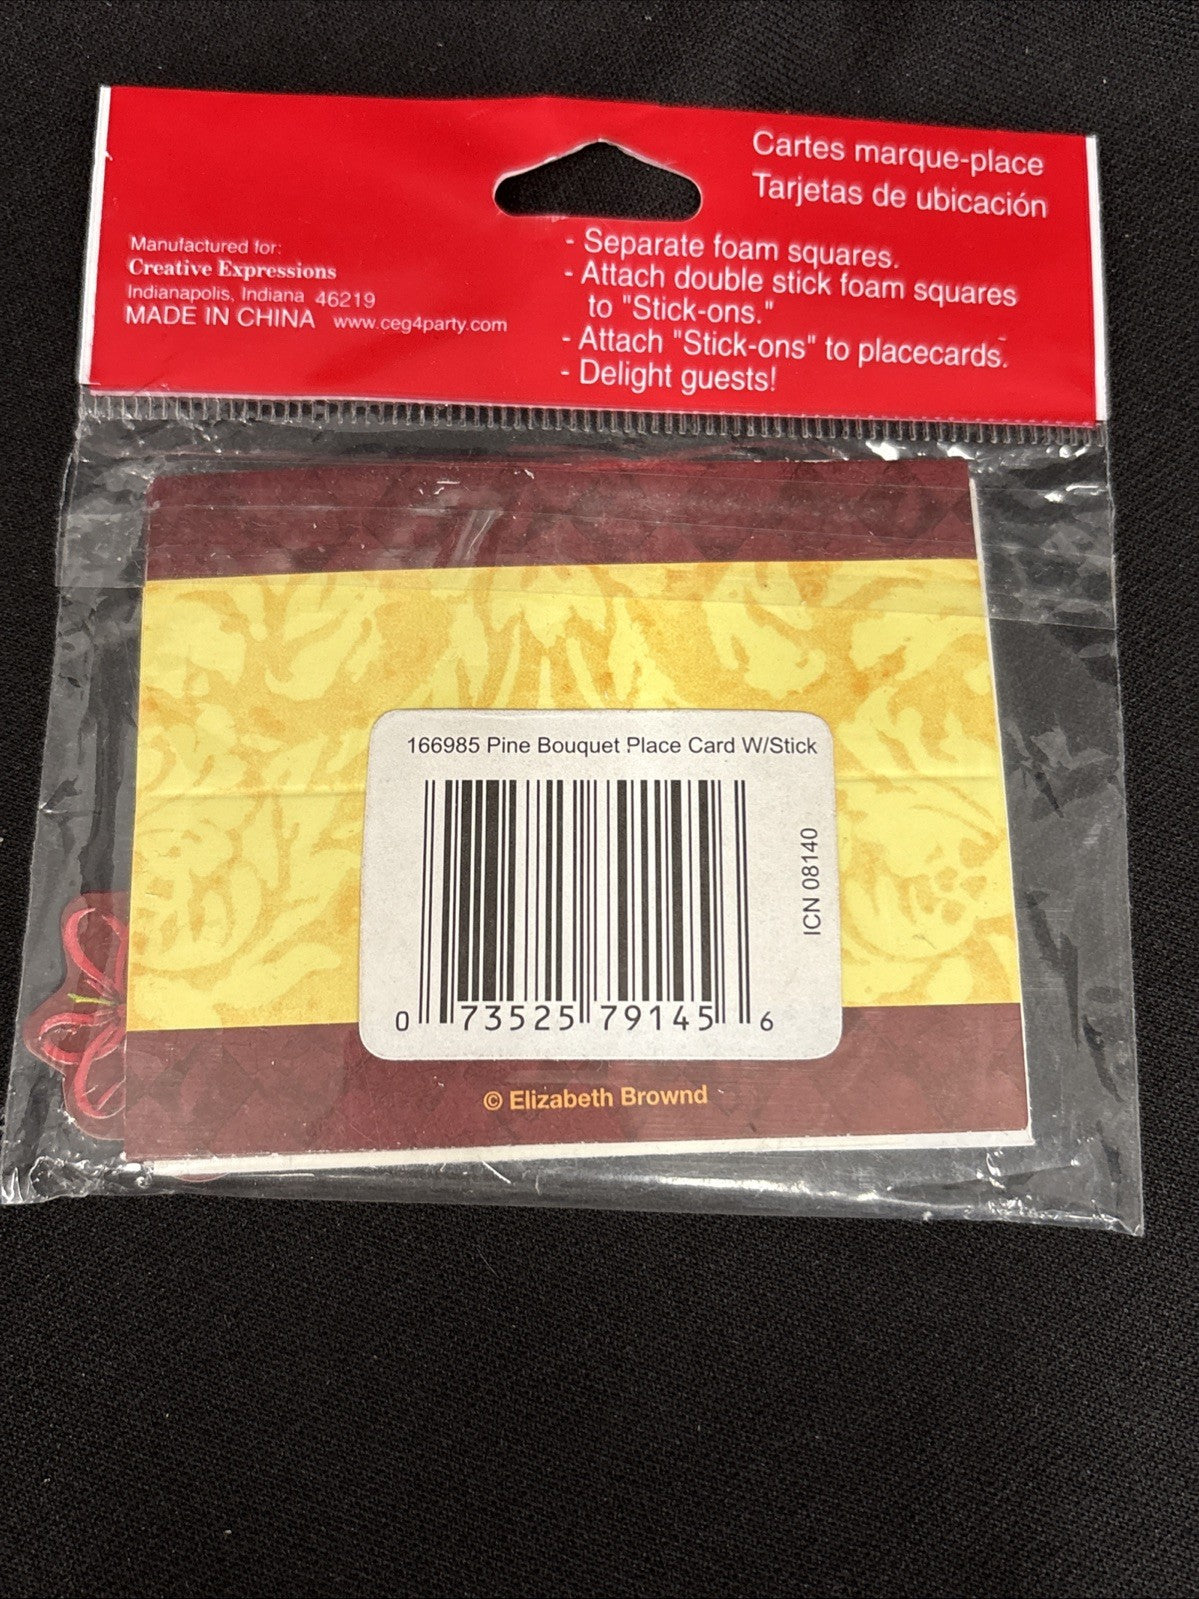 Cartes marque-place
Tarjetas de ubicación
Manufactured for:
Creative Expressions
Indianapolis, Indiana 46219
MADE IN CHINA www.ceg4party.com
- Separate foam squares.
- Attach double stick foam squares
to "Stick-ons."
- Attach "Stick-ons" to placecards.
- Delight guests!
166985 Pine Bouquet Place Card W/Stick
ICN 08140
0 73525 79145 6
© Elizabeth Brownd